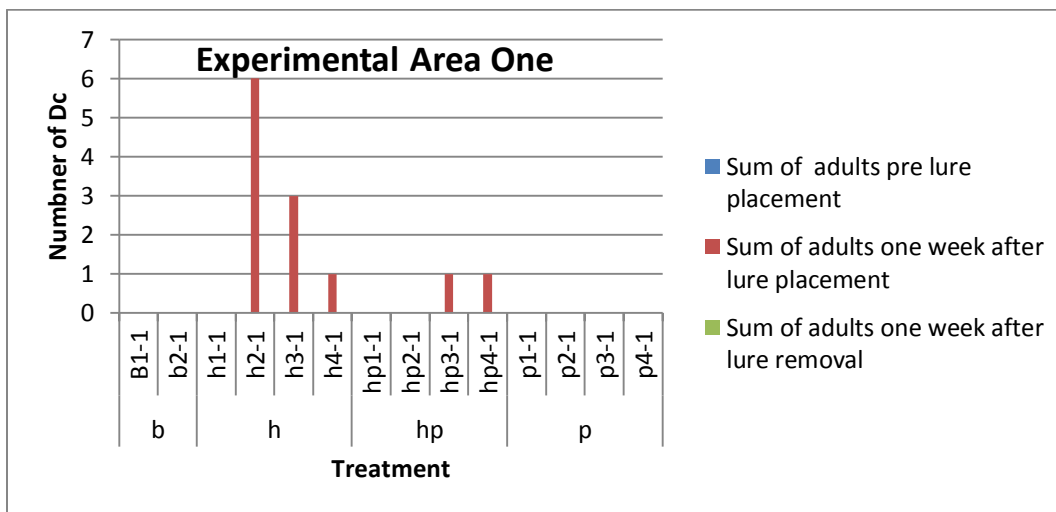 Experimental Area One
Numbner of Dc
7
6
5
4
3
2
1
0
B1-1
b2-1
h1-1
h2-1
h3-1
h4-1
hp1-1
hp2-1
hp3-1
hp4-1
p1-1
p2-1
p3-1
p4-1
b
h
hp
p
Treatment
Sum of adults pre lure
placement
Sum of adults one week after
lure placement
Sum of adults one week after
lure removal